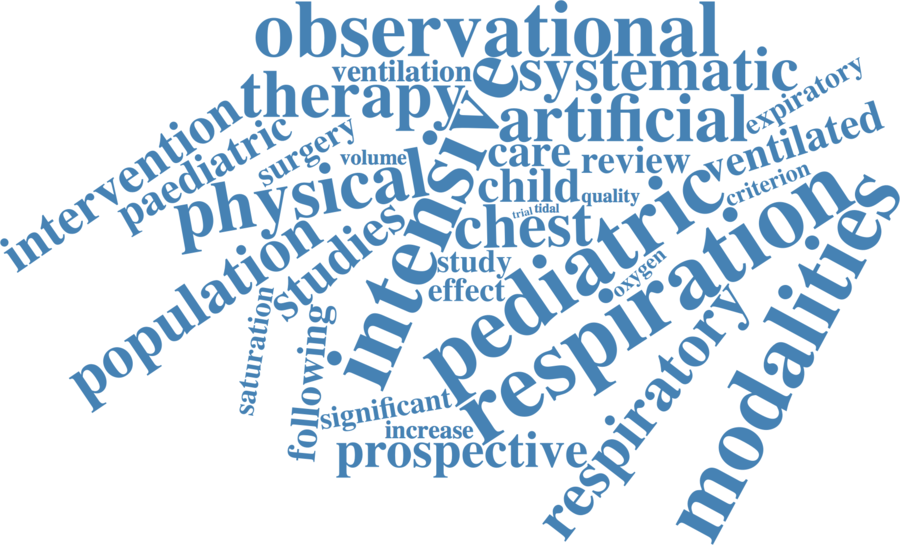 observational
ventilation
systematic
therapy
intensive
artificial
expiratory
intervention
paediatric
surgery
volume
care
review
ventilated
physical
child
quality
criterion
trial
tidal
chest
pediatric
respiration
modalities
population
studies
study
oxygen
effect
saturation
following
respiratory
significant
increase
prospective